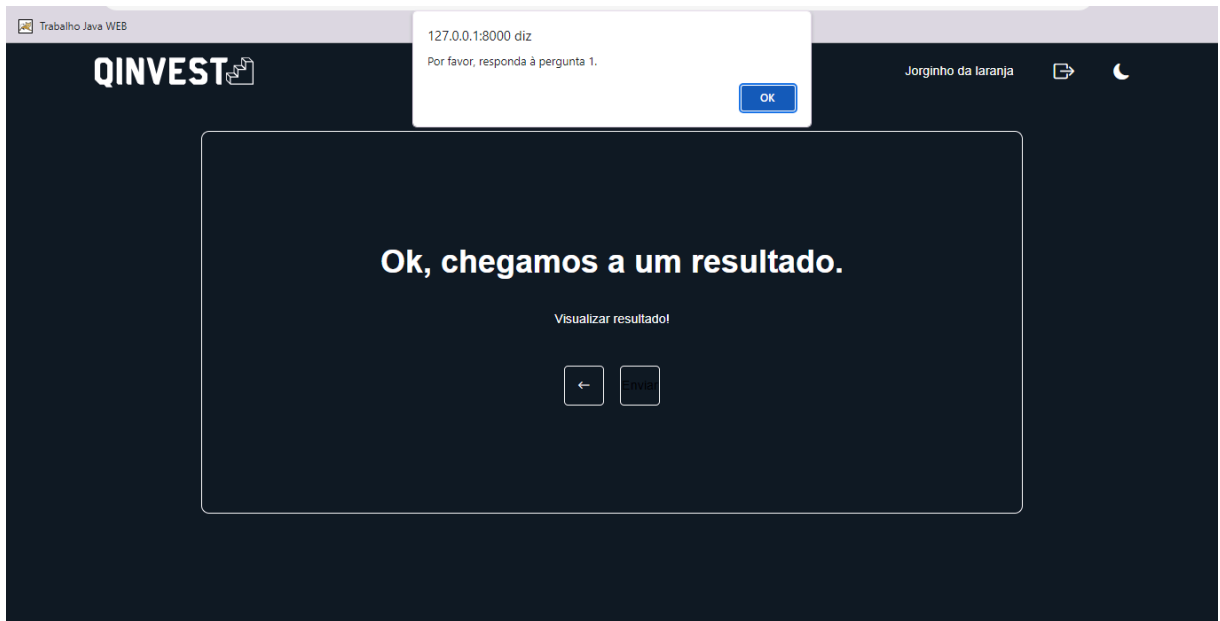 Trabalho Java WEB
127.0.0.1:8000 diz
Por favor, responda à pergunta 1.
OK
QINVEST
Jorginho da laranja
Ok, chegamos a um resultado.
Visualizar resultado!
Enviar